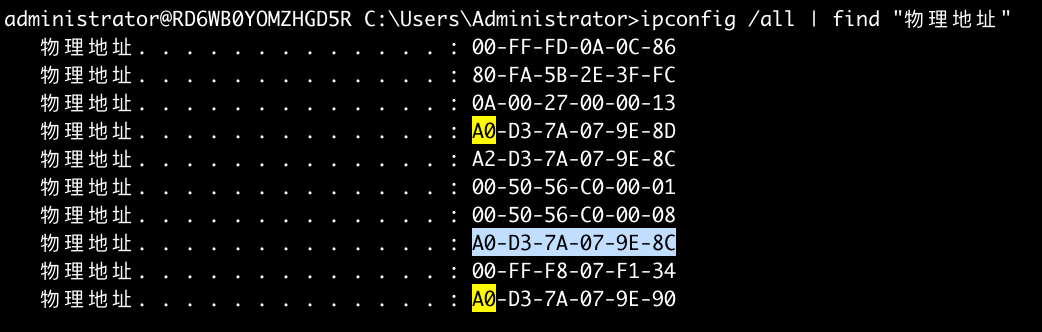 administrator@RD6WB0YOMZHGD5R C:\Users\Administrator>ipconfig /all | find "物理地址"
物理地址. . . . . . . . . . . . . : 00-FF-FD-0A-0C-86
物理地址. . . . . . . . . . . . . : 80-FA-5B-2E-3F-FC
物理地址. . . . . . . . . . . . . : 0A-00-27-00-00-13
物理地址. . . . . . . . . . . . . : A0-D3-7A-07-9E-8D
物理地址. . . . . . . . . . . . . : A2-D3-7A-07-9E-8C
物理地址. . . . . . . . . . . . . : 00-50-56-C0-00-01
物理地址. . . . . . . . . . . . . : 00-50-56-C0-00-08
物理地址. . . . . . . . . . . . . : A0-D3-7A-07-9E-8C
物理地址. . . . . . . . . . . . . : 00-FF-F8-07-F1-34
物理地址. . . . . . . . . . . . . : A0-D3-7A-07-9E-90